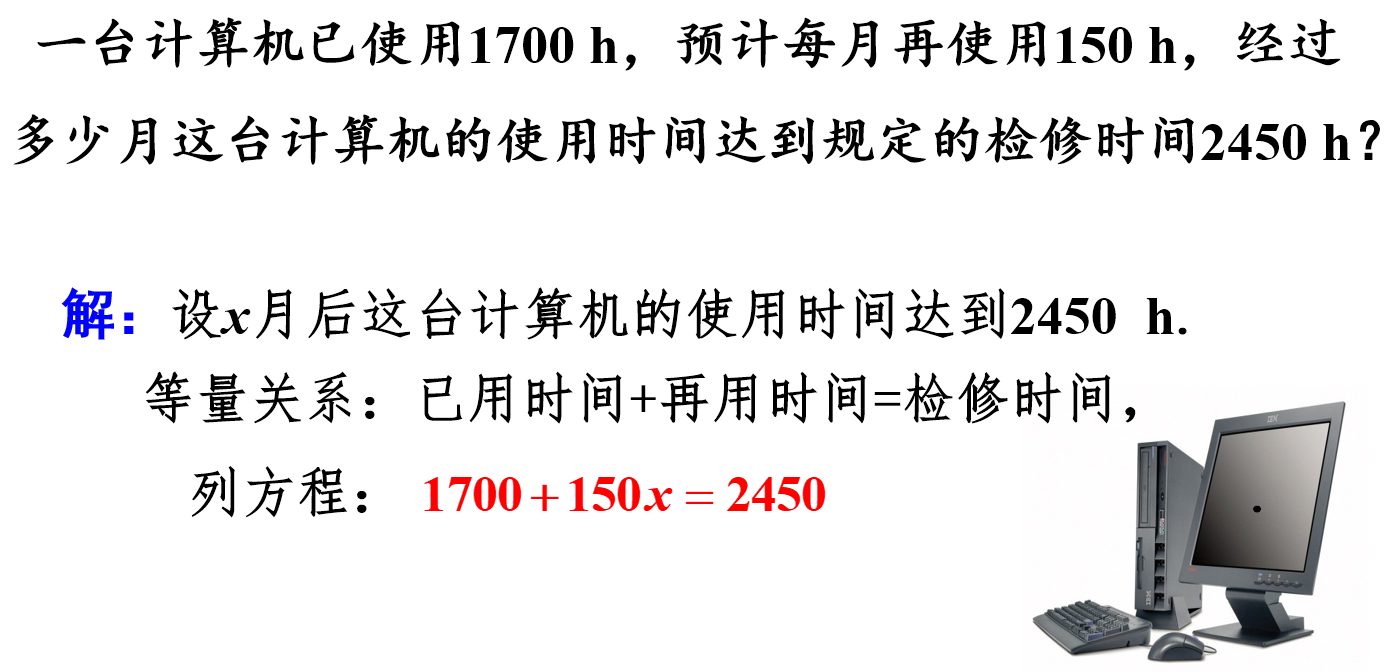 一台计算机已使用1700 h，预计每月再使用150 h，经过
多少月这台计算机的使用时间达到规定的检修时间2450 h？
解：设x月后这台计算机的使用时间达到2450 h.
等量关系：已用时间+再用时间=检修时间，
列方程：1700+150x=2450
IBM
IBM